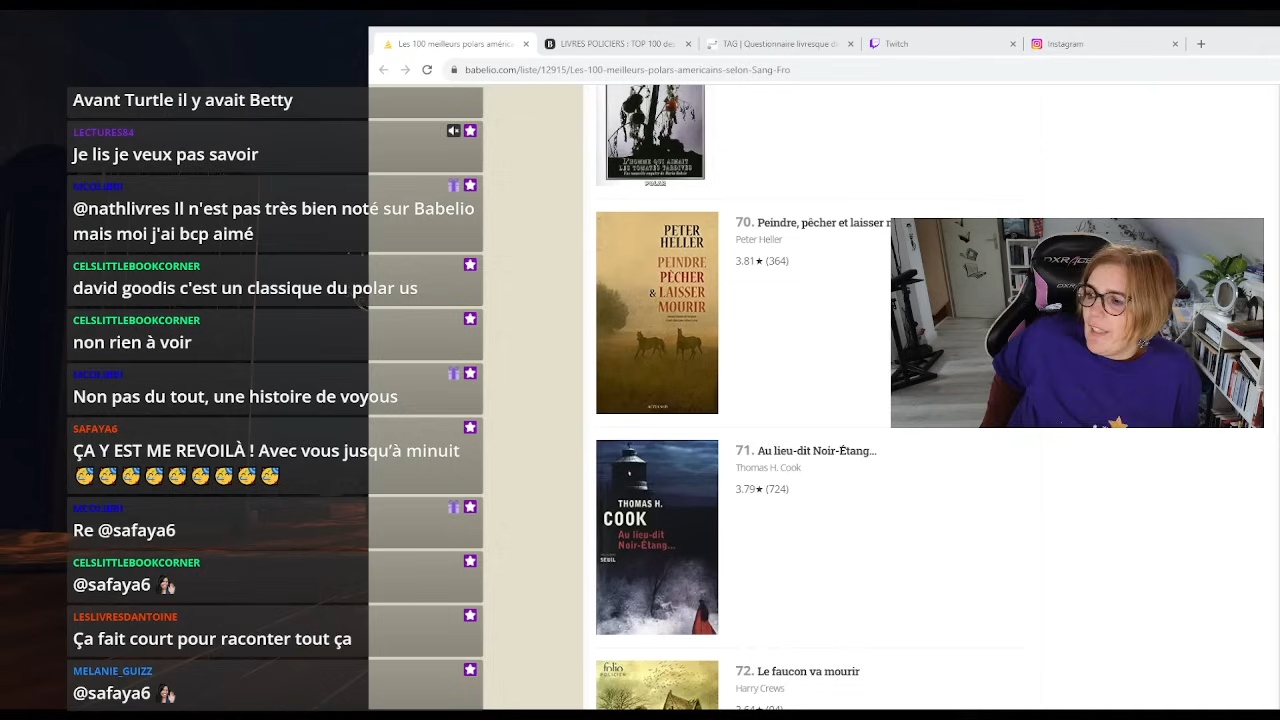 Les 100 meilleurs polars améric
LIVRES POLICIERS : TOP 100 des
TAG | Questionnaire livresque d
Twitch
Instagram
babelio.com/liste/12915/Les-100-meilleurs-polars-americains-selon-Sang-Fro
Avant Turtle il y avait Betty
LECTURES84
Je lis je veux pas savoir
@nathlivres Il n'est pas très bien noté sur Babelio
mais moi j'ai bcp aimé
CELSLITTLEBOOKCORNER
david goodis c'est un classique du polar us
CELSLITTLEBOOKCORNER
non rien à voir
Non pas du tout, une histoire de voyous
SAFAYA6
ÇA Y EST ME REVOILÀ ! Avec vous jusqu'à minuit
Re @safaya6
CELSLITTLEBOOKCORNER
@safaya6
LESLIVRESDANTOINE
Ça fait court pour raconter tout ça
MELANIE_GUIZZ
@safaya6
L'HOMME QUI AIMAIT
LES TOMATES TARDIVES
POLAR
PETER
HELLER
PEINDRE
PÊCHER
& LAISSER
MOURIR
70. Peindre, pêcher et laisser
Peter Heller
3.81★ (364)
THOMAS H.
COOK
Au lieu-dit
Noir-Étang...
SEUIL
71. Au lieu-dit Noir-Étang...
Thomas H. Cook
3.79★ (724)
folio
POLICIER
72. Le faucon va mourir
Harry Crews
DXRACER